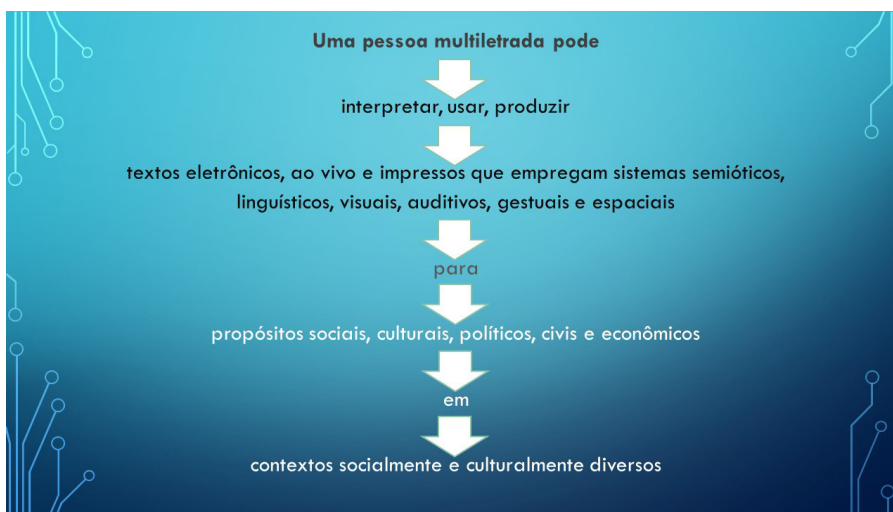 Uma pessoa multiletrada pode
interpretar, usar, produzir
textos eletrônicos, ao vivo e impressos que empregam sistemas semióticos,
linguísticos, visuais, auditivos, gestuais e espaciais
para
propósitos sociais, culturais, políticos, civis e econômicos
em
contextos socialmente e culturalmente diversos